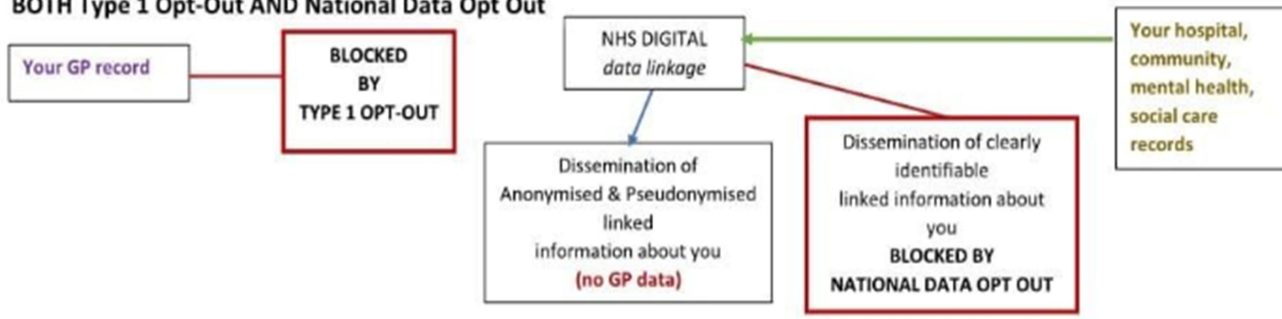 BOTH Type 1 Opt-Out AND National Data Opt Out
Your GP record
BLOCKED
BY
TYPE 1 OPT-OUT
NHS DIGITAL
data linkage
Dissemination of
Anonymised & Pseudonymised
linked
information about you
(no GP data)
Dissemination of clearly
identifiable
linked information about
you
BLOCKED BY
NATIONAL DATA OPT OUT
Your hospital,
community,
mental health,
social care
records